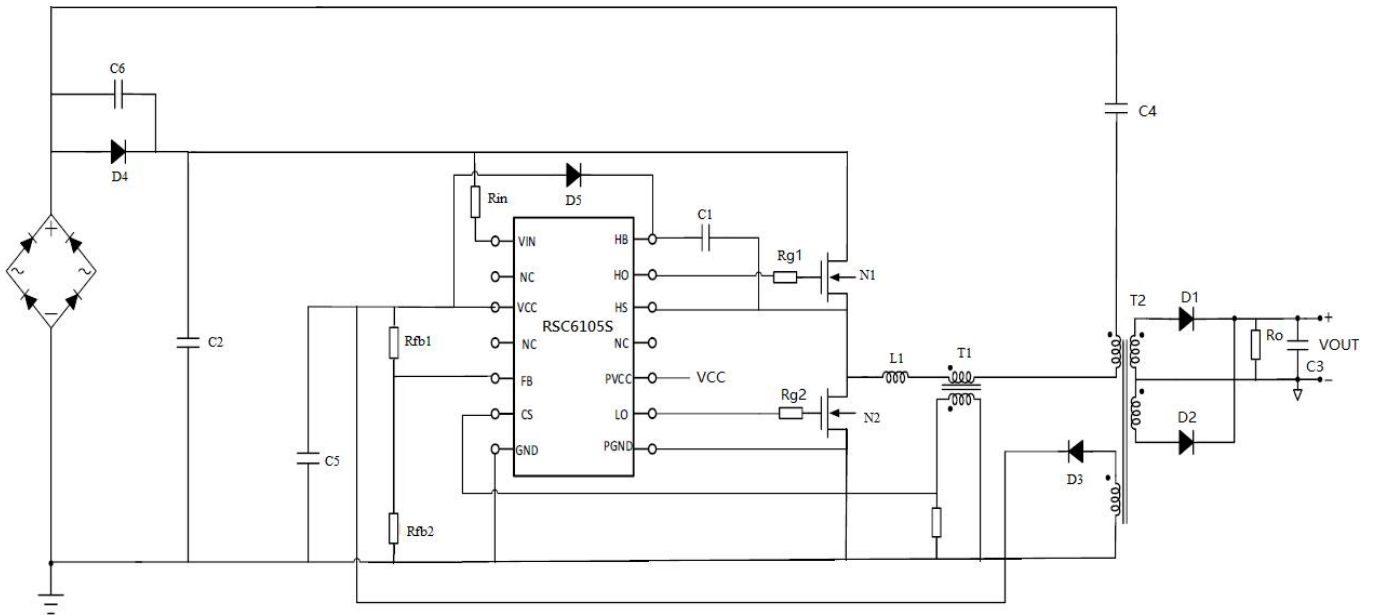 C6
C4
D4
Rin
D5
C1
VIN
HB
Rg1
NC
HO
N1
VCC
HS
RSC6105S
T2
D1
Rfb1
NC
NC
Ro
VOUT
C2
L1
T1
C3
FB
PVCC
VCC
Rg2
CS
LO
N2
D2
GND
PGND
C5
D3
Rfb2
+
−
+
−
~
~